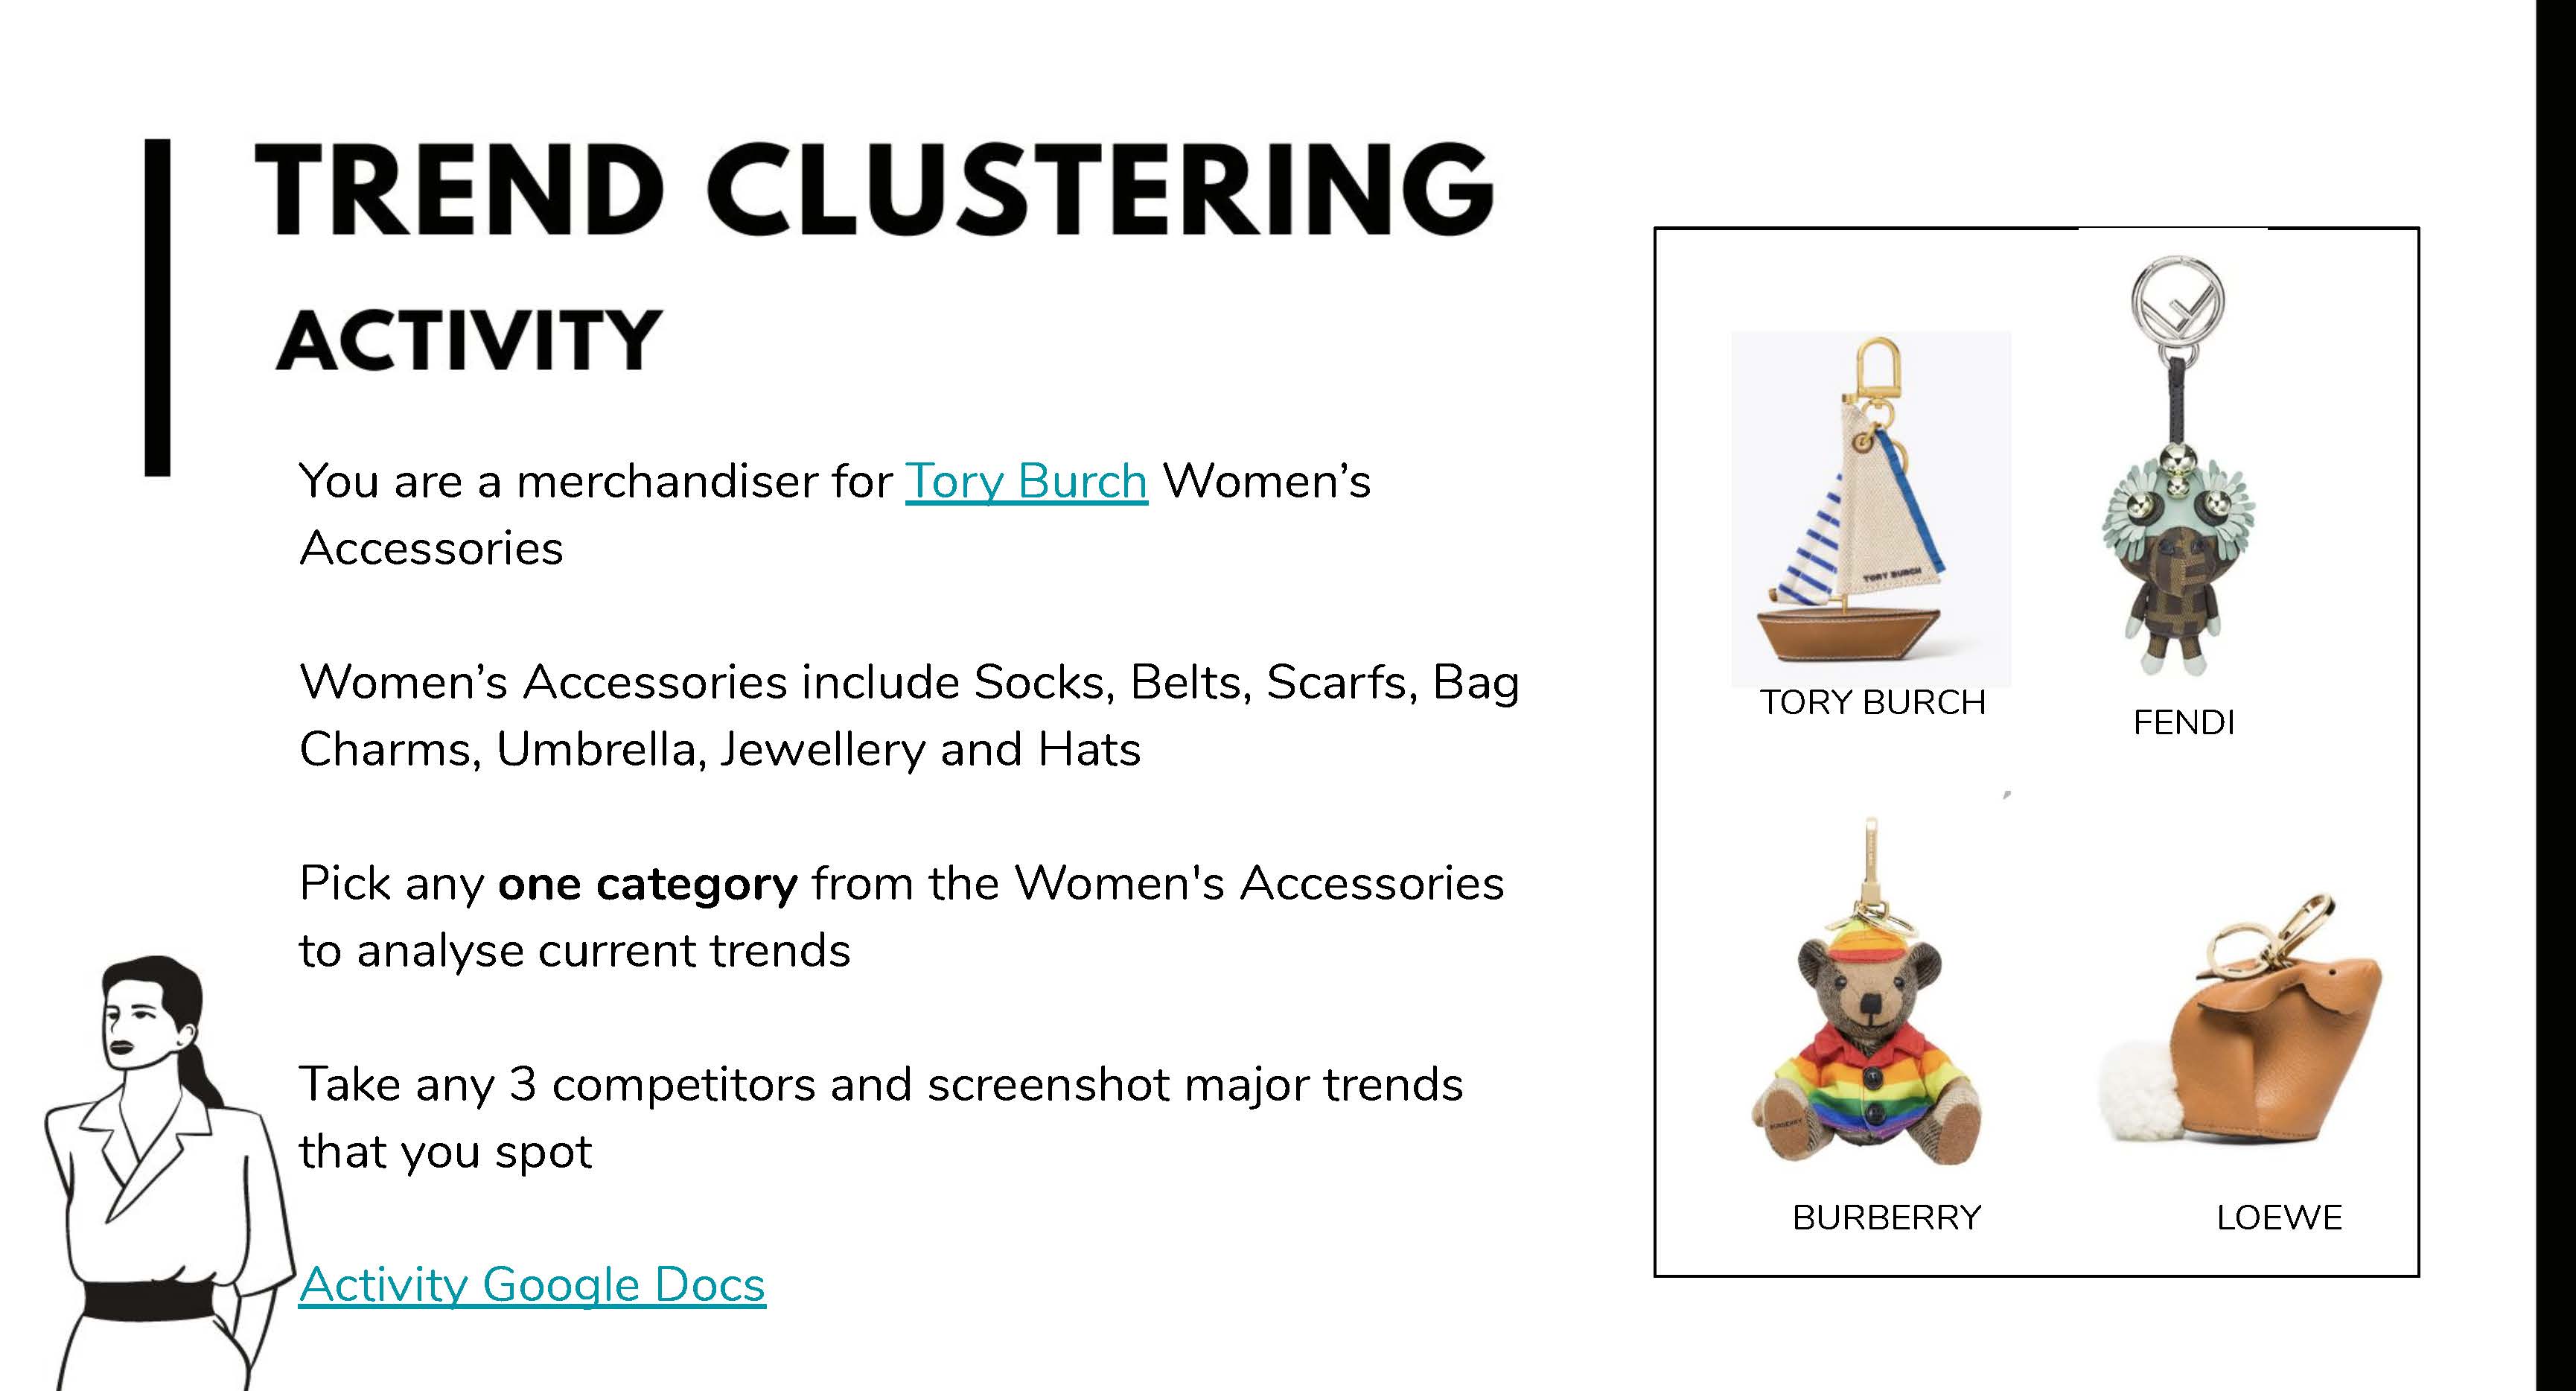 TREND CLUSTERING
ACTIVITY
You are a merchandiser for Tory Burch Women’s
Accessories
Women’s Accessories include Socks, Belts, Scarfs, Bag
Charms, Umbrella, Jewellery and Hats
Pick any one category from the Women's Accessories
to analyse current trends
Take any 3 competitors and screenshot major trends
that you spot
Activity Google Docs
TORY BURCH
TORY BURCH
FENDI
BURBERRY
BURBERRY
LOEWE